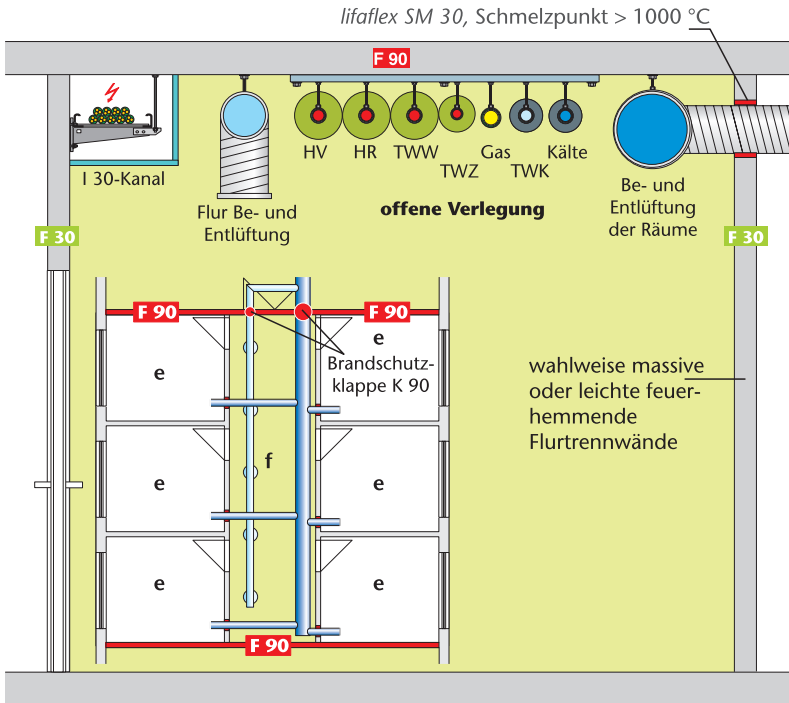 lifaflex SM 30, Schmelzpunkt > 1000 °C
F 90
I 30-Kanal
HV
HR
TWW
TWZ
Gas
TWK
Kälte
Flur Be- und
Entlüftung
offene Verlegung
Be- und
Entlüftung
der Räume
F 30
F 30
F 90
F 90
e
e
Brandschutz-
klappe K 90
wahlweise massive
oder leichte feuer-
hemmende
Flurtrennwände
f
e
e
e
e
F 90